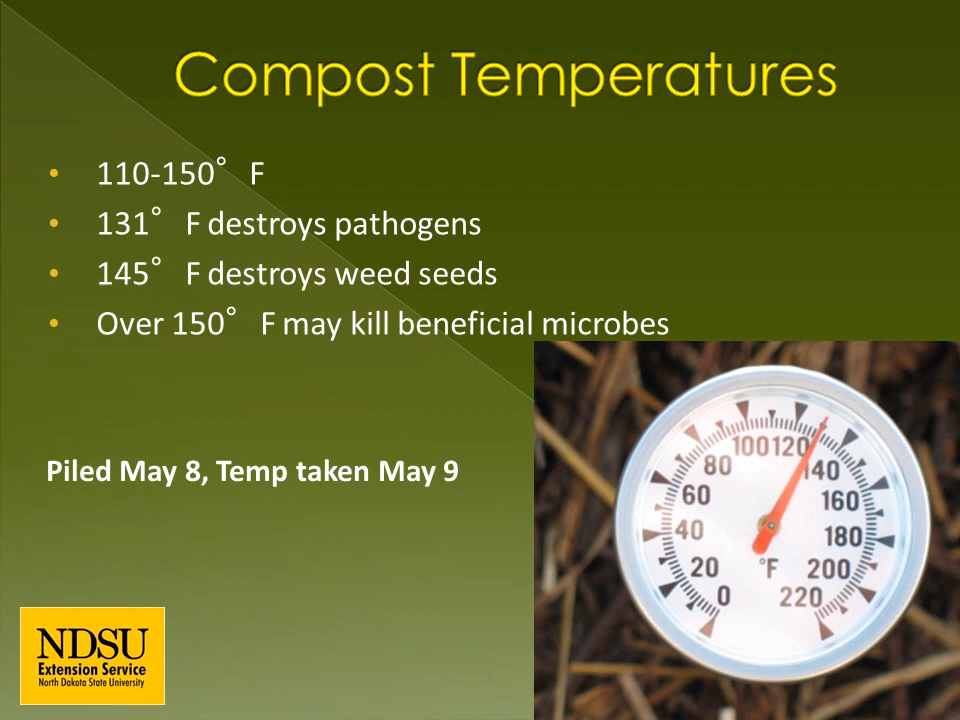 Compost Temperatures
• 110-150° F
• 131° F destroys pathogens
• 145° F destroys weed seeds
• Over 150° F may kill beneficial microbes
Piled May 8, Temp taken May 9
100 120
80 140
60 160
40 180
20 °F 200
0 220
NDSU
Extension Service
North Dakota State University